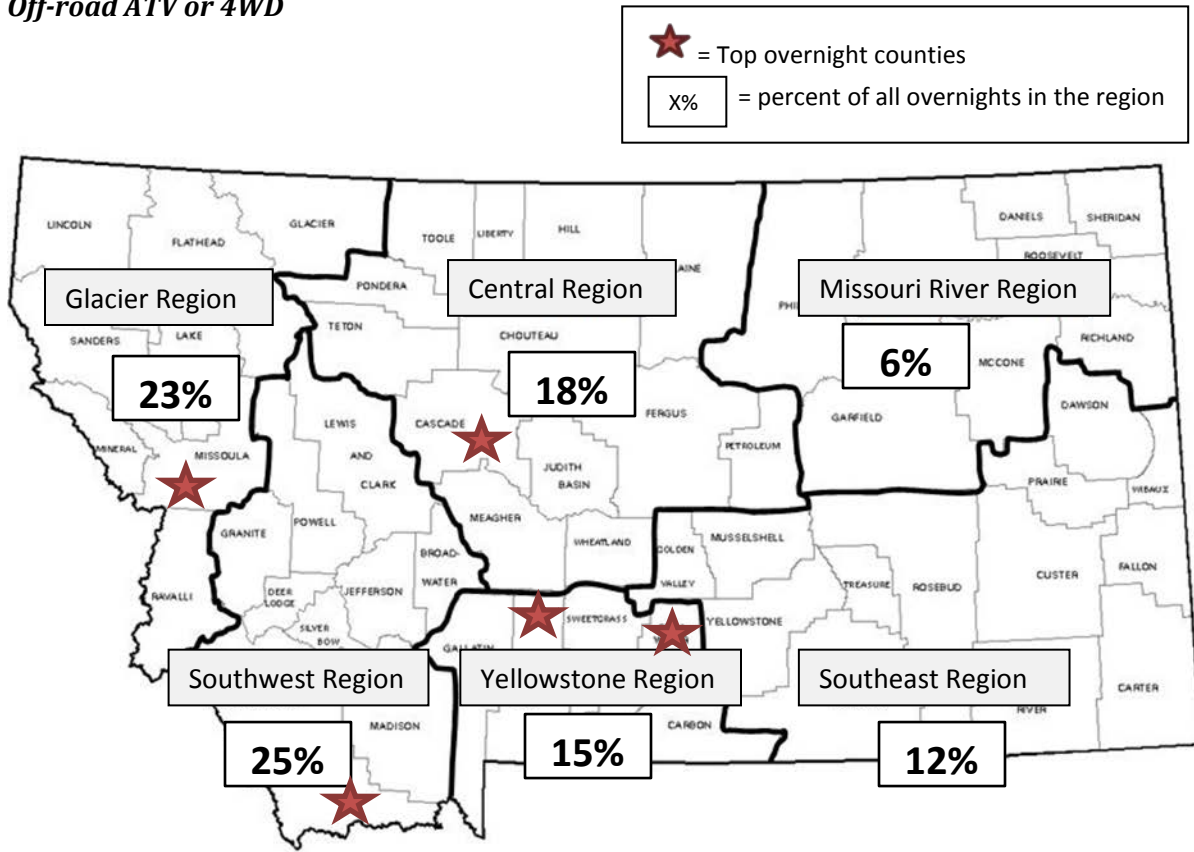 Off-road ATV or 4WD
= Top overnight counties
X%
= percent of all overnights in the region
LINCOLN
FLATHEAD
GLACIER
TOOLE
LIBERTY
HILL
AINE
DANIELS
SHERIDAN
ROOSEVELT
PONDERA
Glacier Region
Central Region
Missouri River Region
PHI
TETON
CHOUTEAU
SANDERS
LAKE
RICHLAND
MCCONE
23%
18%
6%
CASCADE
FERGUS
GARFIELD
DAWSON
LEWIS
AND
CLARK
MINERAL
MISSOULA
JUDITH
BASIN
PETROLEUM
PRAIRIE
WIBAUX
MEAGHER
GRANITE
POWELL
WHEATLAND
GOLDEN
VALLEY
MUSSELSHELL
BROAD-
WATER
RAVALLI
DEER
LODGE
JEFFERSON
TREASURE
ROSEBUD
CUSTER
FALLON
SILVER
BOW
SWEETGRASS
YELLOWSTONE
GALLATIN
Southwest Region
Yellowstone Region
Southeast Region
CARTER
RIVER
MADISON
CARBON
25%
15%
12%